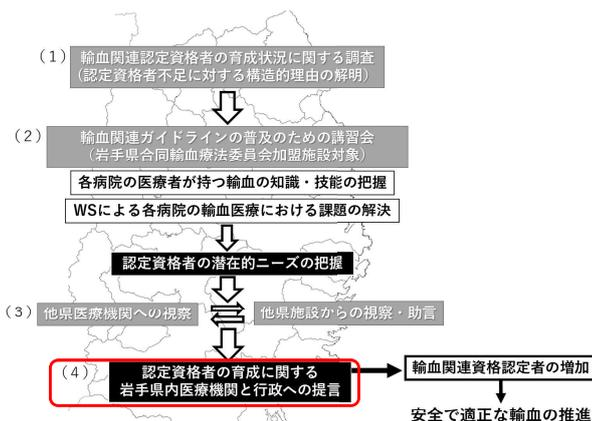 （１）
輸血関連認定資格者の育成状況に関する調査
（認定資格者不足に対する構造的理由の解明）
（２）
輸血関連ガイドラインの普及のための講習会
（岩手県合同輸血療法委員会加盟施設対象）
各病院の医療者が持つ輸血の知識・技能の把握
WSによる各病院の輸血医療における課題の解決
認定資格者の潜在的ニーズの把握
（３）
他県医療機関への視察
他県施設からの視察・助言
（４）
認定資格者の育成に関する
岩手県内医療機関と行政への提言
輸血関連資格認定者の増加
安全で適正な輸血の推進